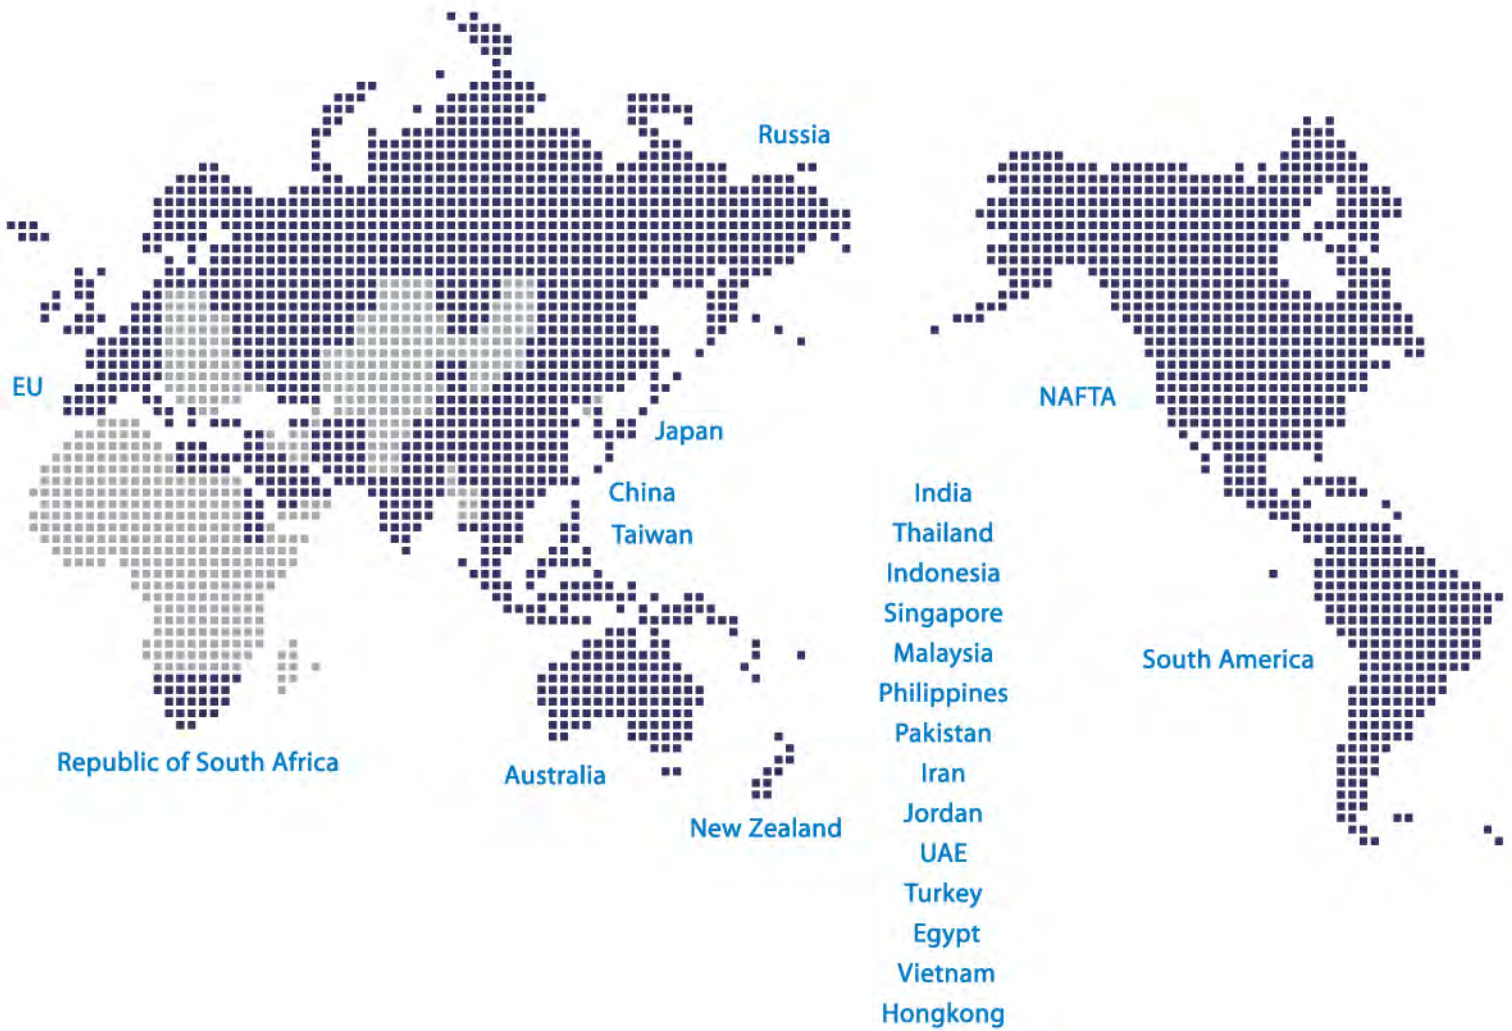 Russia
EU
NAFTA
Japan
China
Taiwan
India
Thailand
Indonesia
Singapore
Malaysia
Philippines
Pakistan
Iran
Jordan
UAE
Turkey
Egypt
Vietnam
Hongkong
South America
Republic of South Africa
Australia
New Zealand